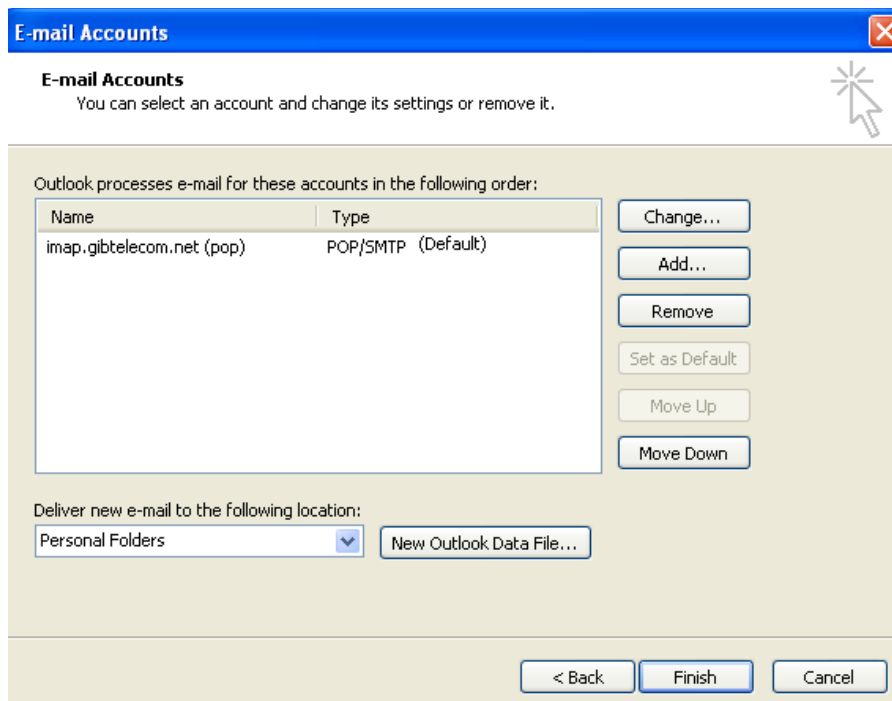 E-mail Accounts
E-mail Accounts
You can select an account and change its settings or remove it.
Outlook processes e-mail for these accounts in the following order:
Name Type
imap.gibtelecom.net (pop) POP/SMTP (Default)
Change...
Add...
Remove
Set as Default
Move Up
Move Down
Deliver new e-mail to the following location:
Personal Folders New Outlook Data File...
< Back Finish Cancel